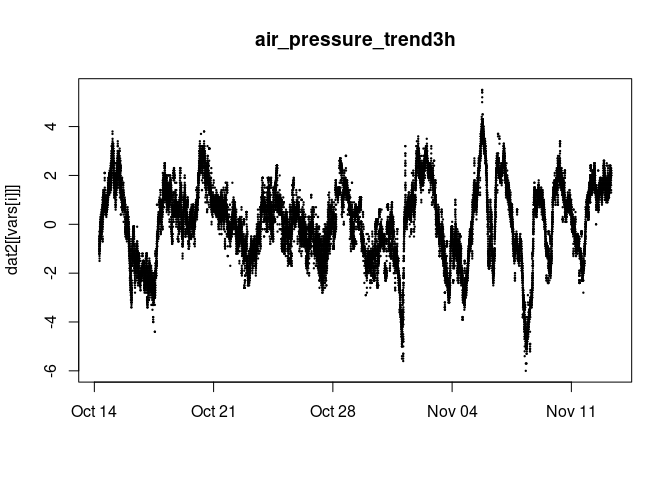 air_pressure_trend3h
dat2[[vars[i]]]
4
2
0
-2
-4
-6
Oct 14 Oct 21 Oct 28 Nov 04 Nov 11